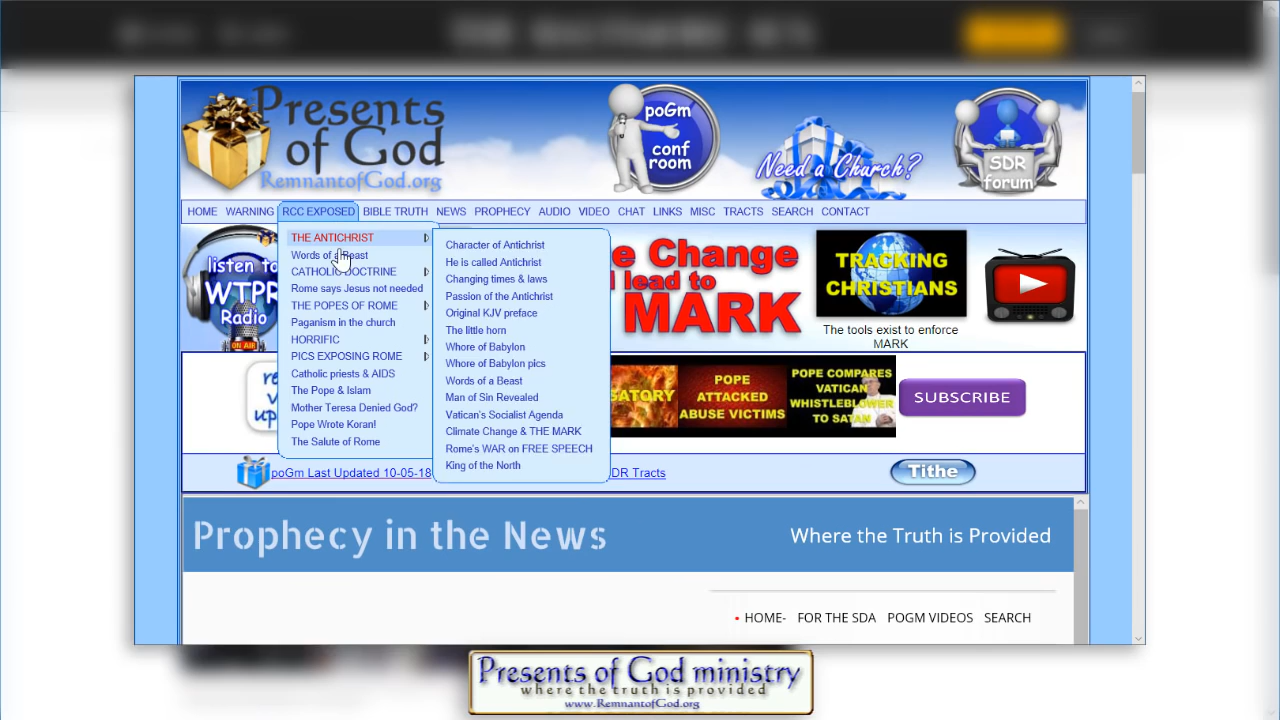 Presents
of God
RemnantofGod.org
poGm
conf
room
Need a Church?
SDR
forum
HOME WARNING RCC EXPOSED BIBLE TRUTH NEWS PROPHECY AUDIO VIDEO CHAT LINKS MISC TRACTS SEARCH CONTACT
THE ANTICHRIST
Words of a Beast
CATHOLIC DOCTRINE
Rome says Jesus not needed
THE POPES OF ROME
Paganism in the church
HORRIFIC
PICS EXPOSING ROME
Catholic priests & AIDS
The Pope & Islam
Mother Teresa Denied God?
Pope Wrote Koran!
The Salute of Rome
Character of Antichrist
He is called Antichrist
Changing times & laws
Passion of the Antichrist
Original KJV preface
The little horn
Whore of Babylon
Whore of Babylon pics
Words of a Beast
Man of Sin Revealed
Vatican's Socialist Agenda
Climate Change & THE MARK
Rome's WAR on FREE SPEECH
King of the North
listen to
WTPR
Radio
ON AIR
e Change
lead to
MARK
TRACKING
CHRISTIANS
The tools exist to enforce
MARK
POPE
ATTACKED
ABUSE VICTIMS
POPE COMPARES
VATICAN
WHISTLEBLOWER
TO SATAN
SUBSCRIBE
poGm Last Updated 10-05-18
SDR Tracts
Tithe
Prophecy in the News
Where the Truth is Provided
HOME- FOR THE SDA POGM VIDEOS SEARCH
Presents of God ministry
where the truth is provided
www.RemnantofGod.org